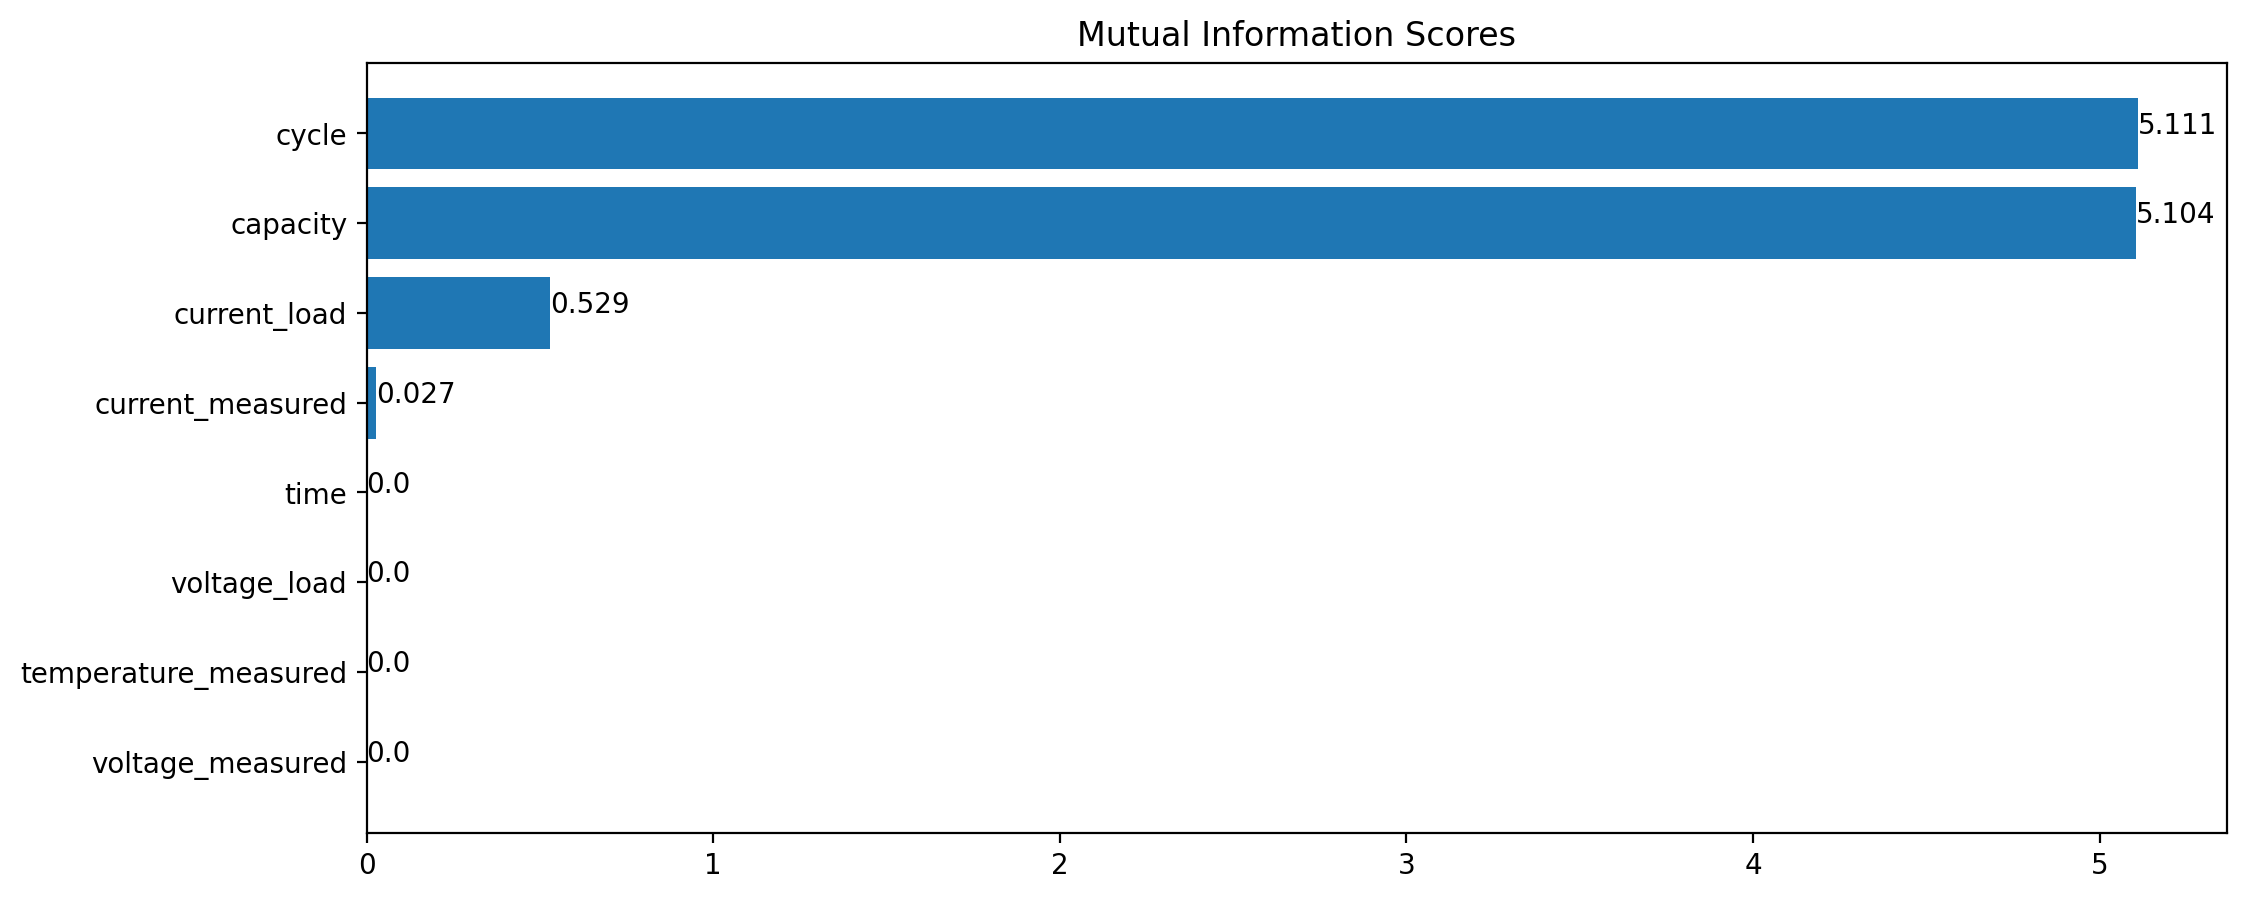 Mutual Information Scores
cycle 5.111
capacity 5.104
current_load 0.529
current_measured 0.027
time 0.0
voltage_load 0.0
temperature_measured 0.0
voltage_measured 0.0
0 1 2 3 4 5